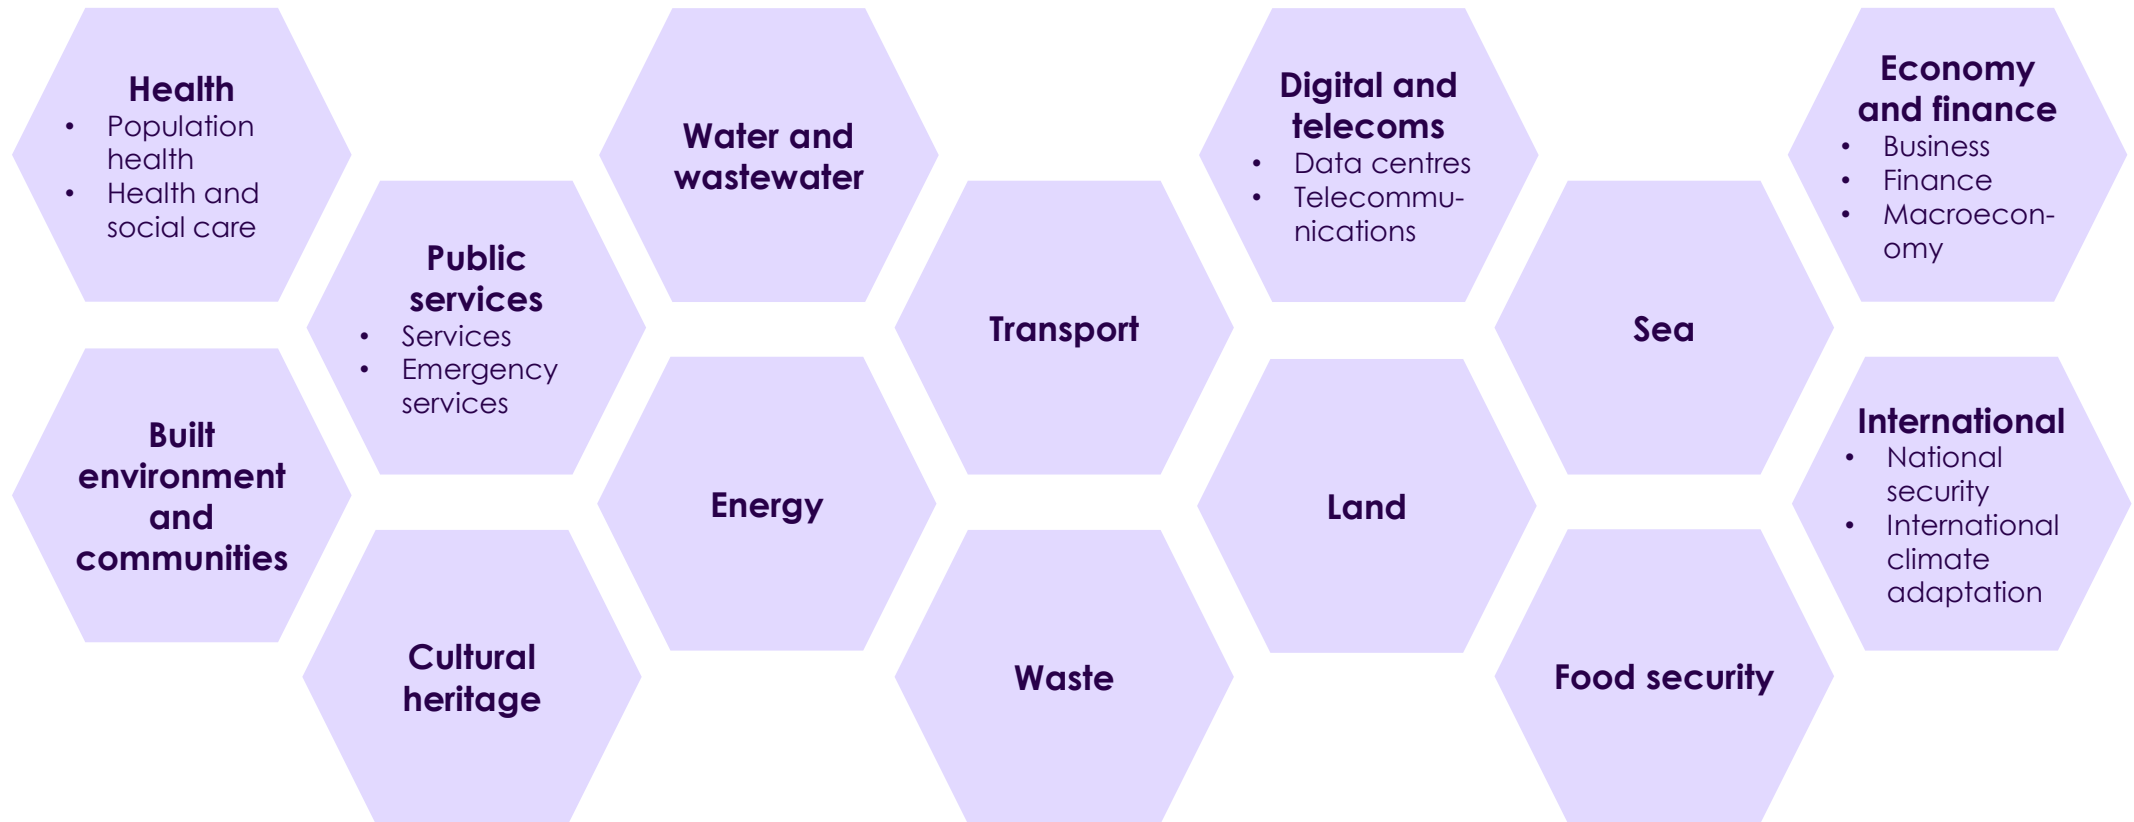 Health
• Population
health
• Health and
social care
Built
environment
and
communities
Public
services
• Services
• Emergency
services
Cultural
heritage
Water and
wastewater
Energy
Transport
Waste
Digital and
telecoms
• Data centres
• Telecommu-
nications
Land
Sea
Food security
Economy
and finance
• Business
• Finance
• Macroecon-
omy
International
• National
security
• International
climate
adaptation